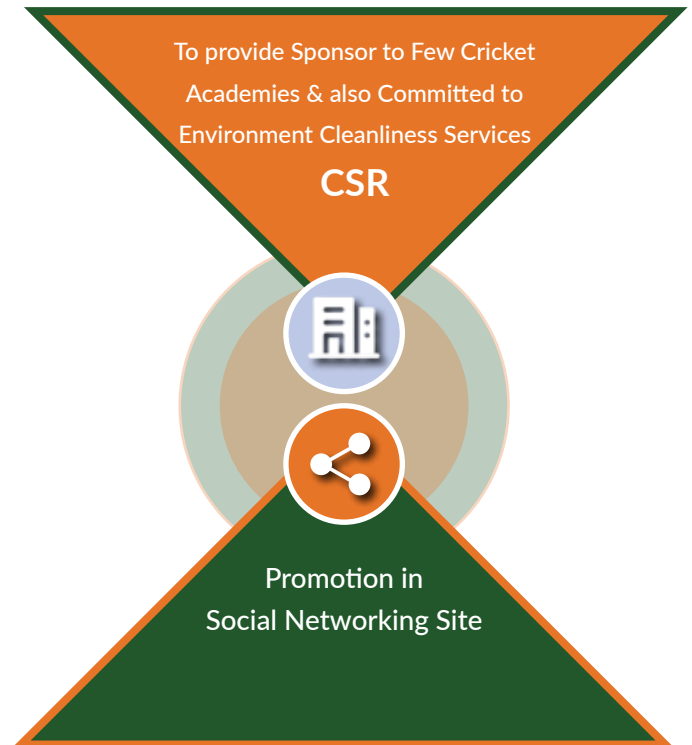 To provide Sponsor to Few Cricket
Academies & also Committed to
Environment Cleanliness Services
CSR
Promotion in
Social Networking Site